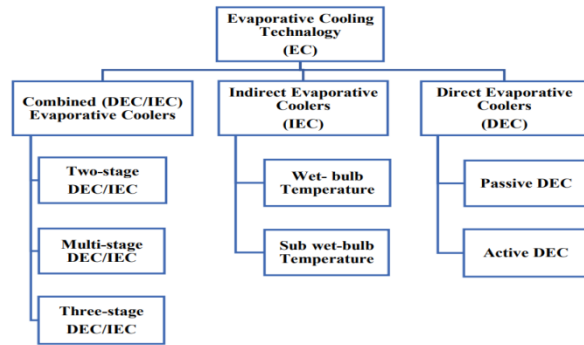 Evaporative Cooling
Technology
(EC)
Combined (DEC/IEC)
Evaporative Coolers
Indirect Evaporative
Coolers
(IEC)
Direct Evaporative
Coolers
(DEC)
Two-stage
DEC/IEC
Multi-stage
DEC/IEC
Three-stage
DEC/IEC
Wet- bulb
Temperature
Sub wet-bulb
Temperature
Passive DEC
Active DEC